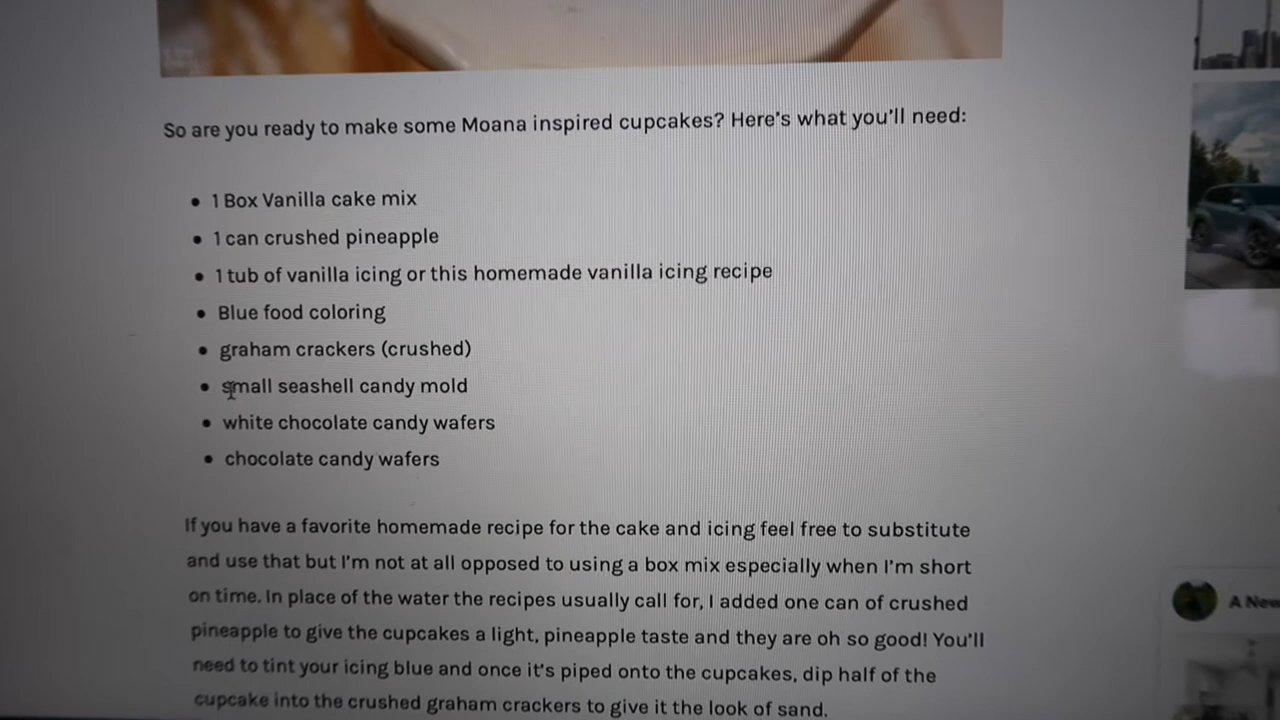 So are you ready to make some Moana inspired cupcakes? Here's what you'll need:
• 1 Box Vanilla cake mix
• 1 can crushed pineapple
• 1 tub of vanilla icing or this homemade vanilla icing recipe
• Blue food coloring
• graham crackers (crushed)
• small seashell candy mold
• white chocolate candy wafers
• chocolate candy wafers
If you have a favorite homemade recipe for the cake and icing feel free to substitute
and use that but I'm not at all opposed to using a box mix especially when I'm short
on time. In place of the water the recipes usually call for, I added one can of crushed
pineapple to give the cupcakes a light, pineapple taste and they are oh so good! You'll
need to tint your icing blue and once it's piped onto the cupcakes, dip half of the
cupcake into the crushed graham crackers to give it the look of sand.
A New